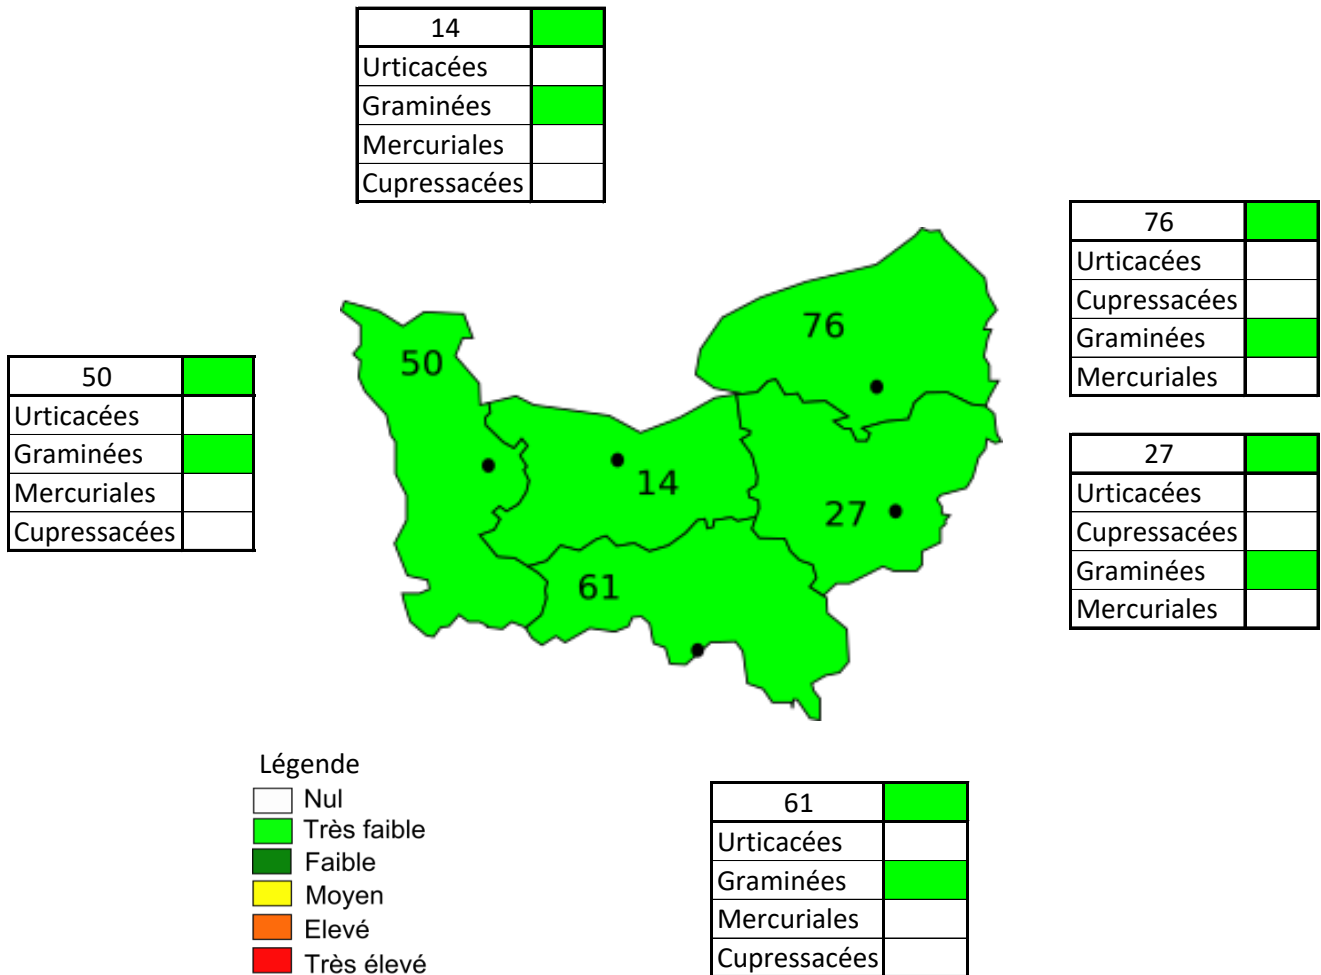 14
Urticacées
Graminées
Mercuriales
Cupressacées
76
Urticacées
Cupressacées
Graminées
Mercuriales
50
Urticacées
Graminées
Mercuriales
Cupressacées
27
Urticacées
Cupressacées
Graminées
Mercuriales
76
50
14
27
61
Légende
Nul
Très faible
Faible
Moyen
Elevé
Très élevé
61
Urticacées
Graminées
Mercuriales
Cupressacées